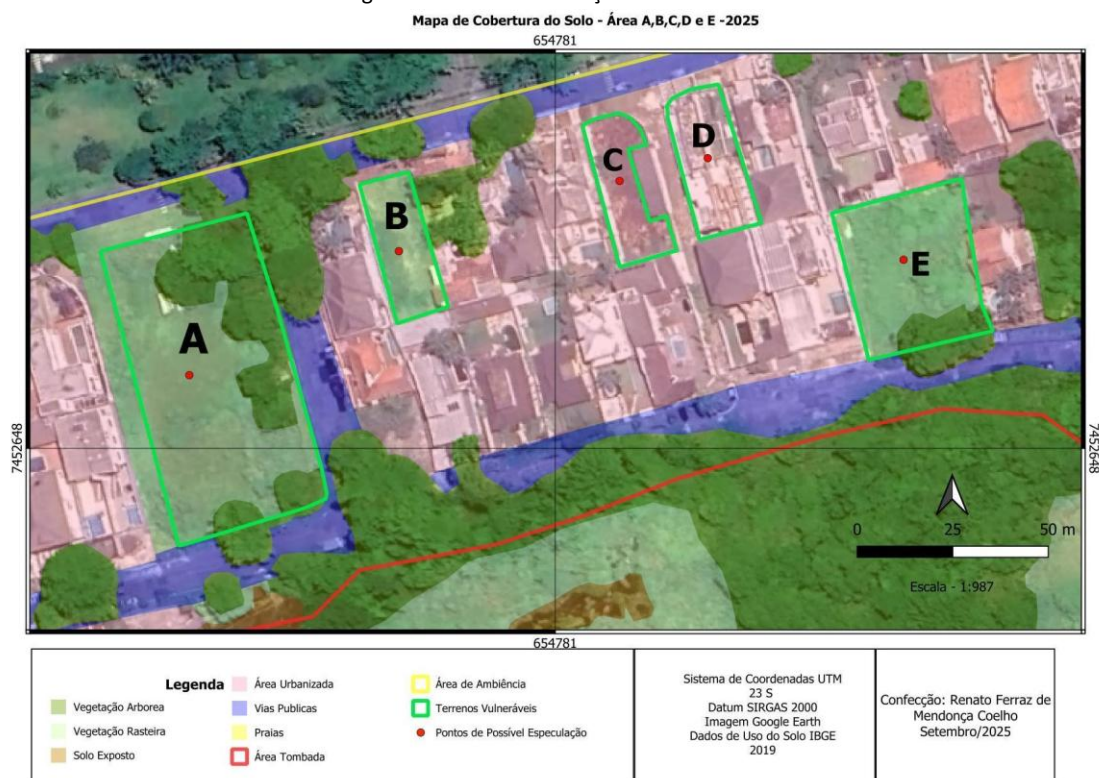 Mapa de Cobertura do Solo - Área A,B,C,D e E -2025
654781
A
B
C
D
E
7452648
7452648
0 25 50 m
Escala - 1:987
654781
Legenda
Vegetação Arborea
Vegetação Rasteira
Solo Exposto
Área Urbanizada
Vias Publicas
Praias
Área Tombada
Área de Ambiência
Terrenos Vulneráveis
Pontos de Possível Especulação
Sistema de Coordenadas UTM
23 S
Datum SIRGAS 2000
Imagem Google Earth
Dados de Uso do Solo IBGE
2019
Confecção: Renato Ferraz de
Mendonça Coelho
Setembro/2025